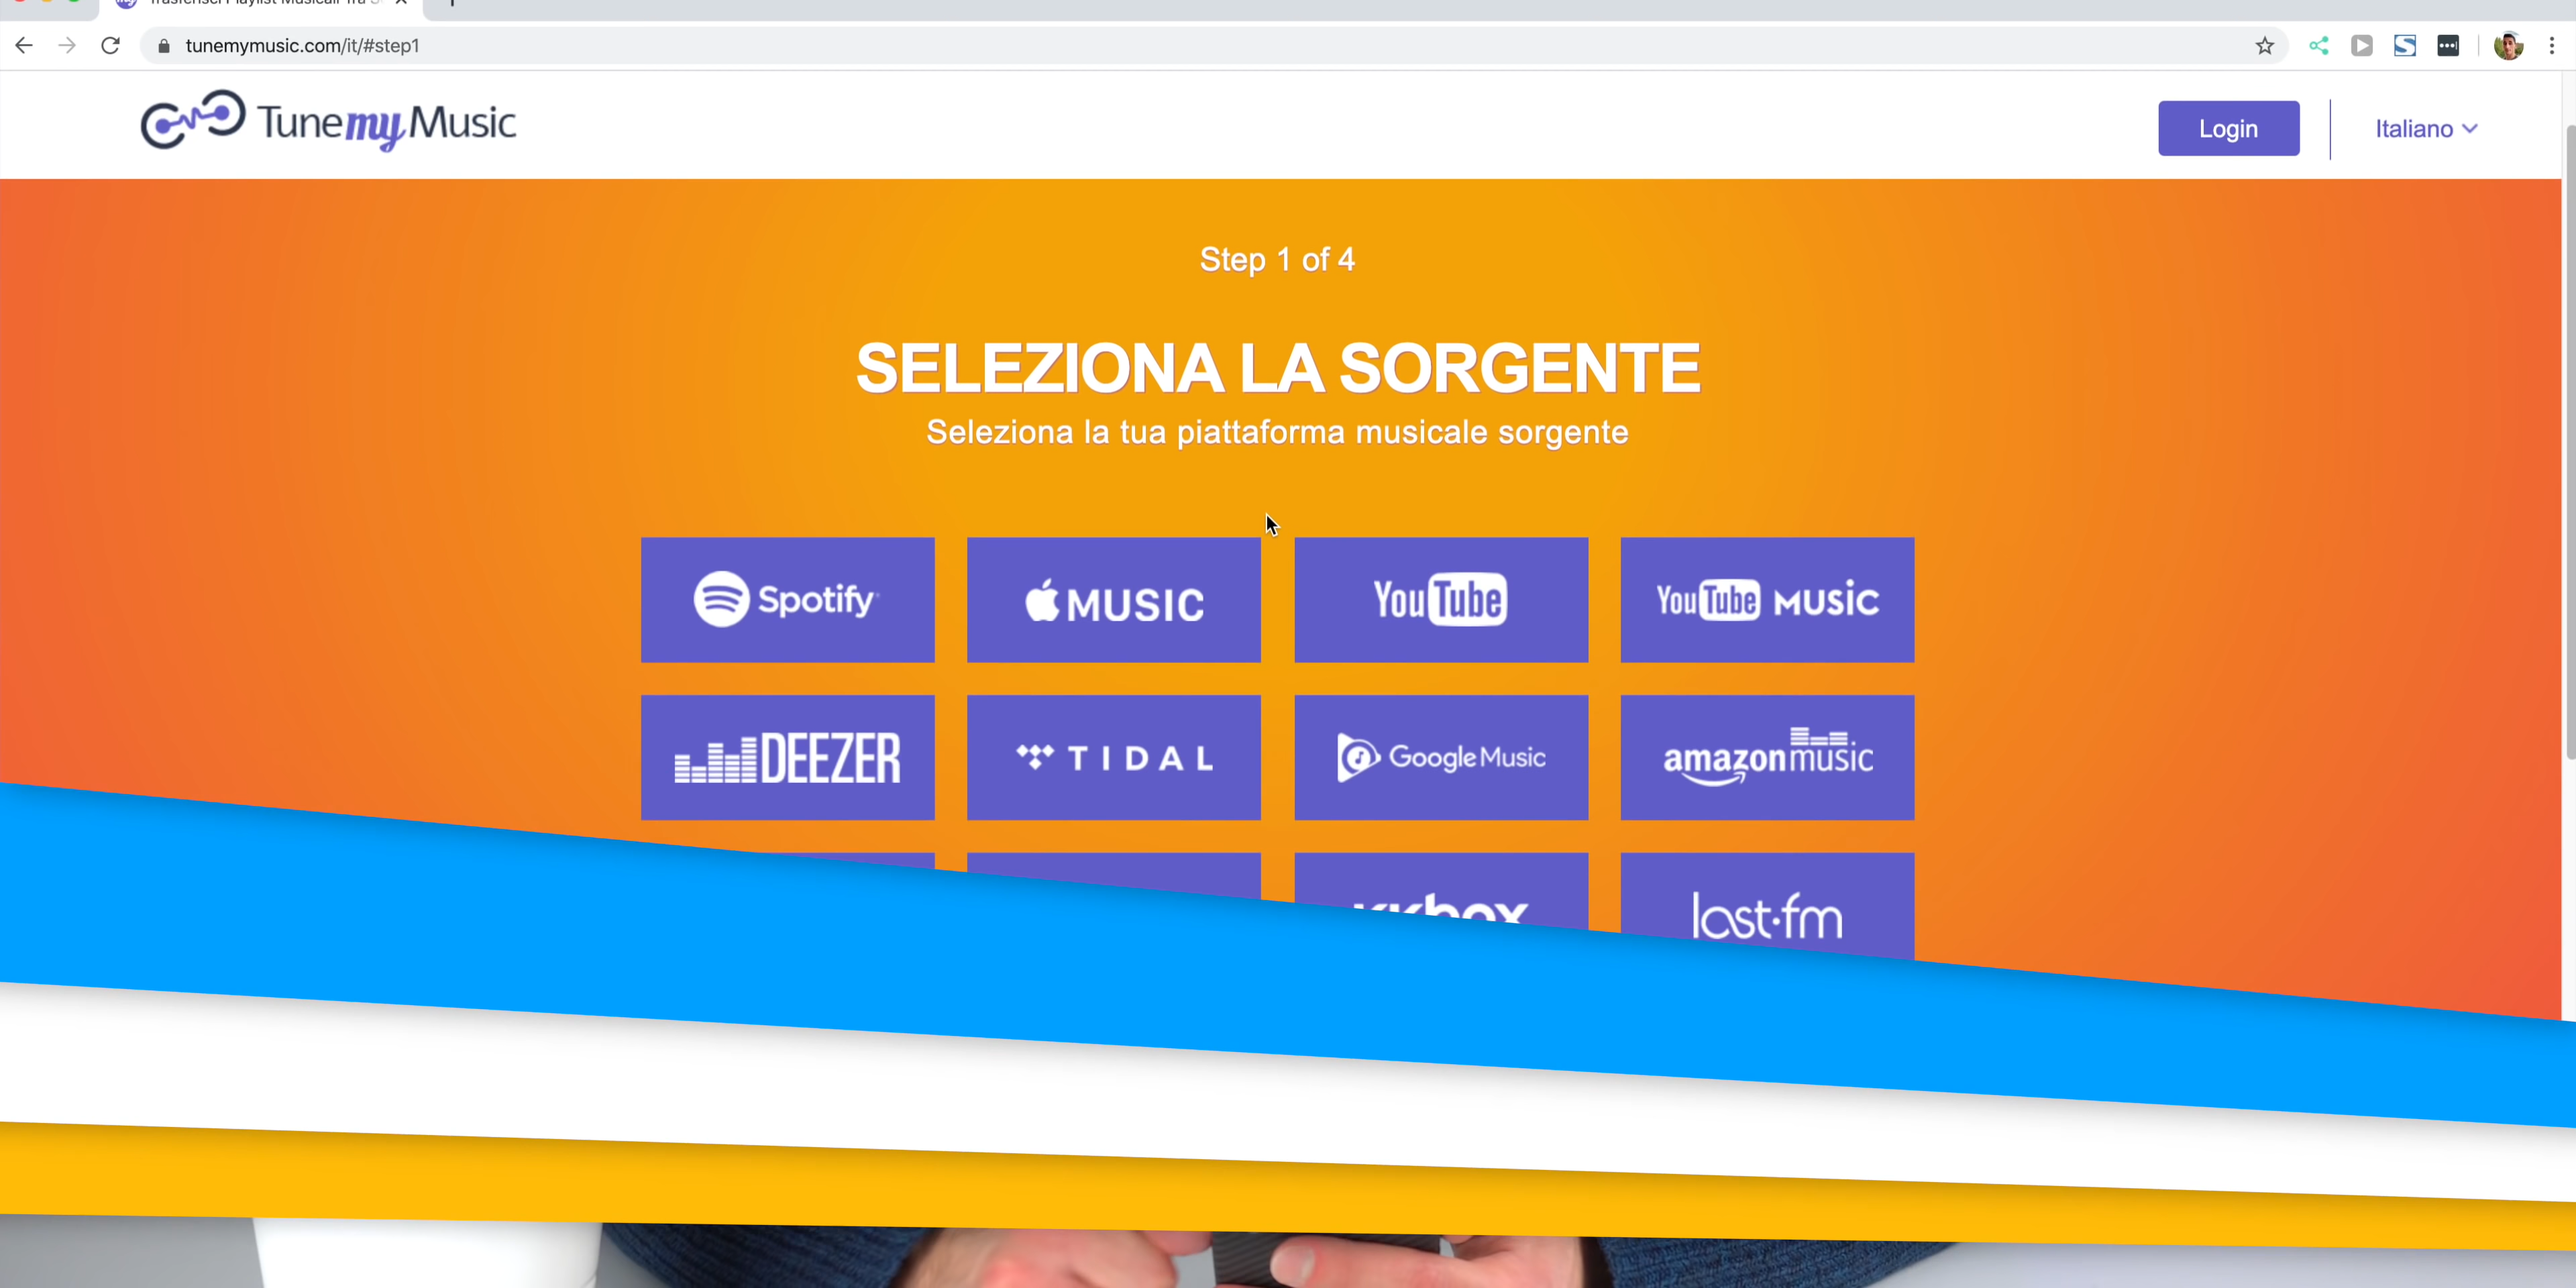 tunemymusic.com/it/#step1
TunemyMusic
Login
Italiano
Step 1 of 4
SELEZIONA LA SORGENTE
Seleziona la tua piattaforma musicale sorgente
Spotify
MUSIC
YouTube
YouTube MUSIC
DEEZER
TIDAL
Google Music
amazon music
last.fm